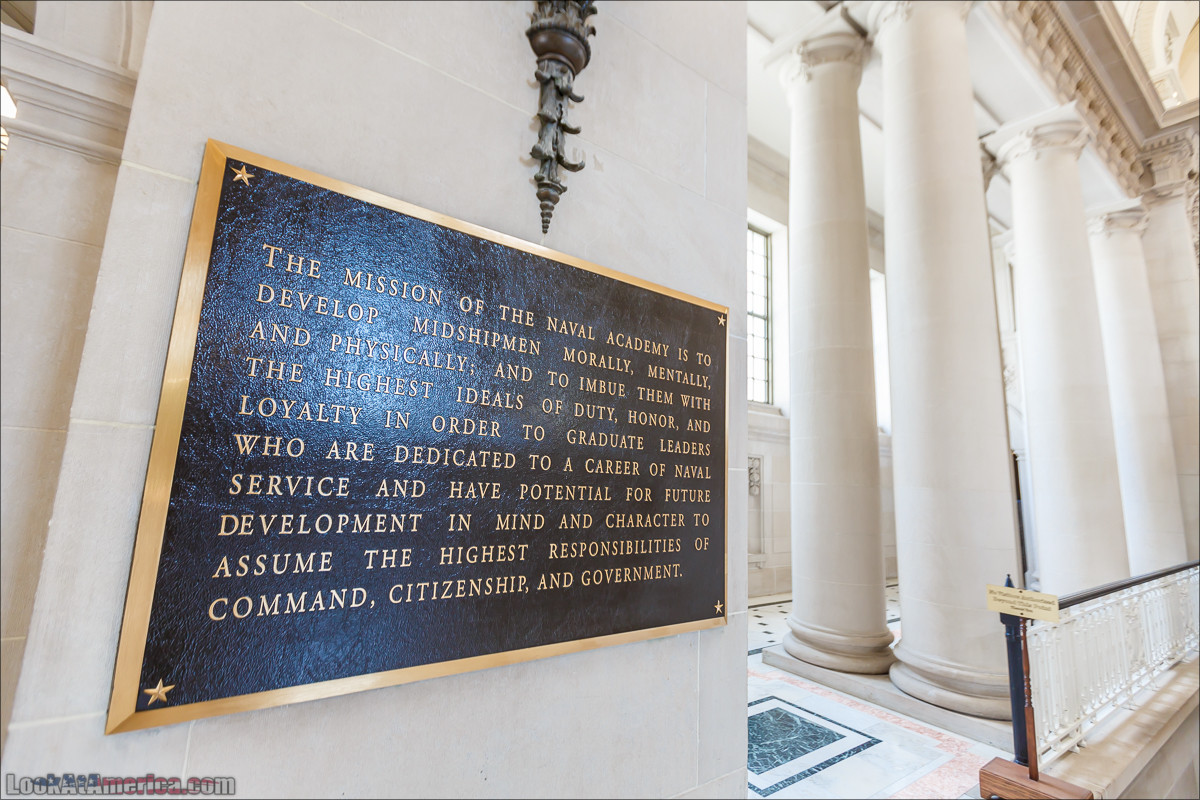 THE MISSION OF THE NAVAL ACADEMY IS TO
DEVELOP MIDSHIPMEN MORALLY, MENTALLY,
AND PHYSICALLY; AND TO IMBUE THEM WITH
THE HIGHEST IDEALS OF DUTY, HONOR, AND
LOYALTY IN ORDER TO GRADUATE LEADERS
WHO ARE DEDICATED TO A CAREER OF NAVAL
SERVICE AND HAVE POTENTIAL FOR FUTURE
DEVELOPMENT IN MIND AND CHARACTER TO
ASSUME THE HIGHEST RESPONSIBILITIES OF
COMMAND, CITIZENSHIP, AND GOVERNMENT.
LookAtAmerica.com